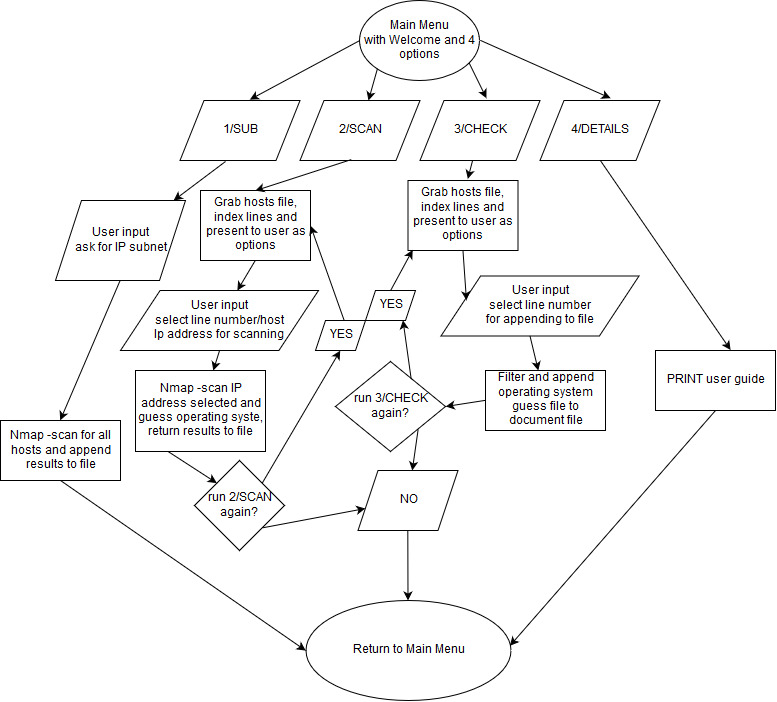 Main Menu
with Welcome and 4
options
1/SUB
2/SCAN
3/CHECK
4/DETAILS
User input
ask for IP subnet
Grab hosts file,
index lines and
present to user as
options
Grab hosts file,
index lines and
present to user as
options
User input
select line number/host
Ip address for scanning
YES
YES
User input
select line number
for appending to file
Nmap -scan IP
address selected and
guess operating syste,
return results to file
run 3/CHECK
again?
Filter and append
operating system
guess file to
document file
PRINT user guide
Nmap -scan for all
hosts and append
results to file
run 2/SCAN
again?
NO
Return to Main Menu